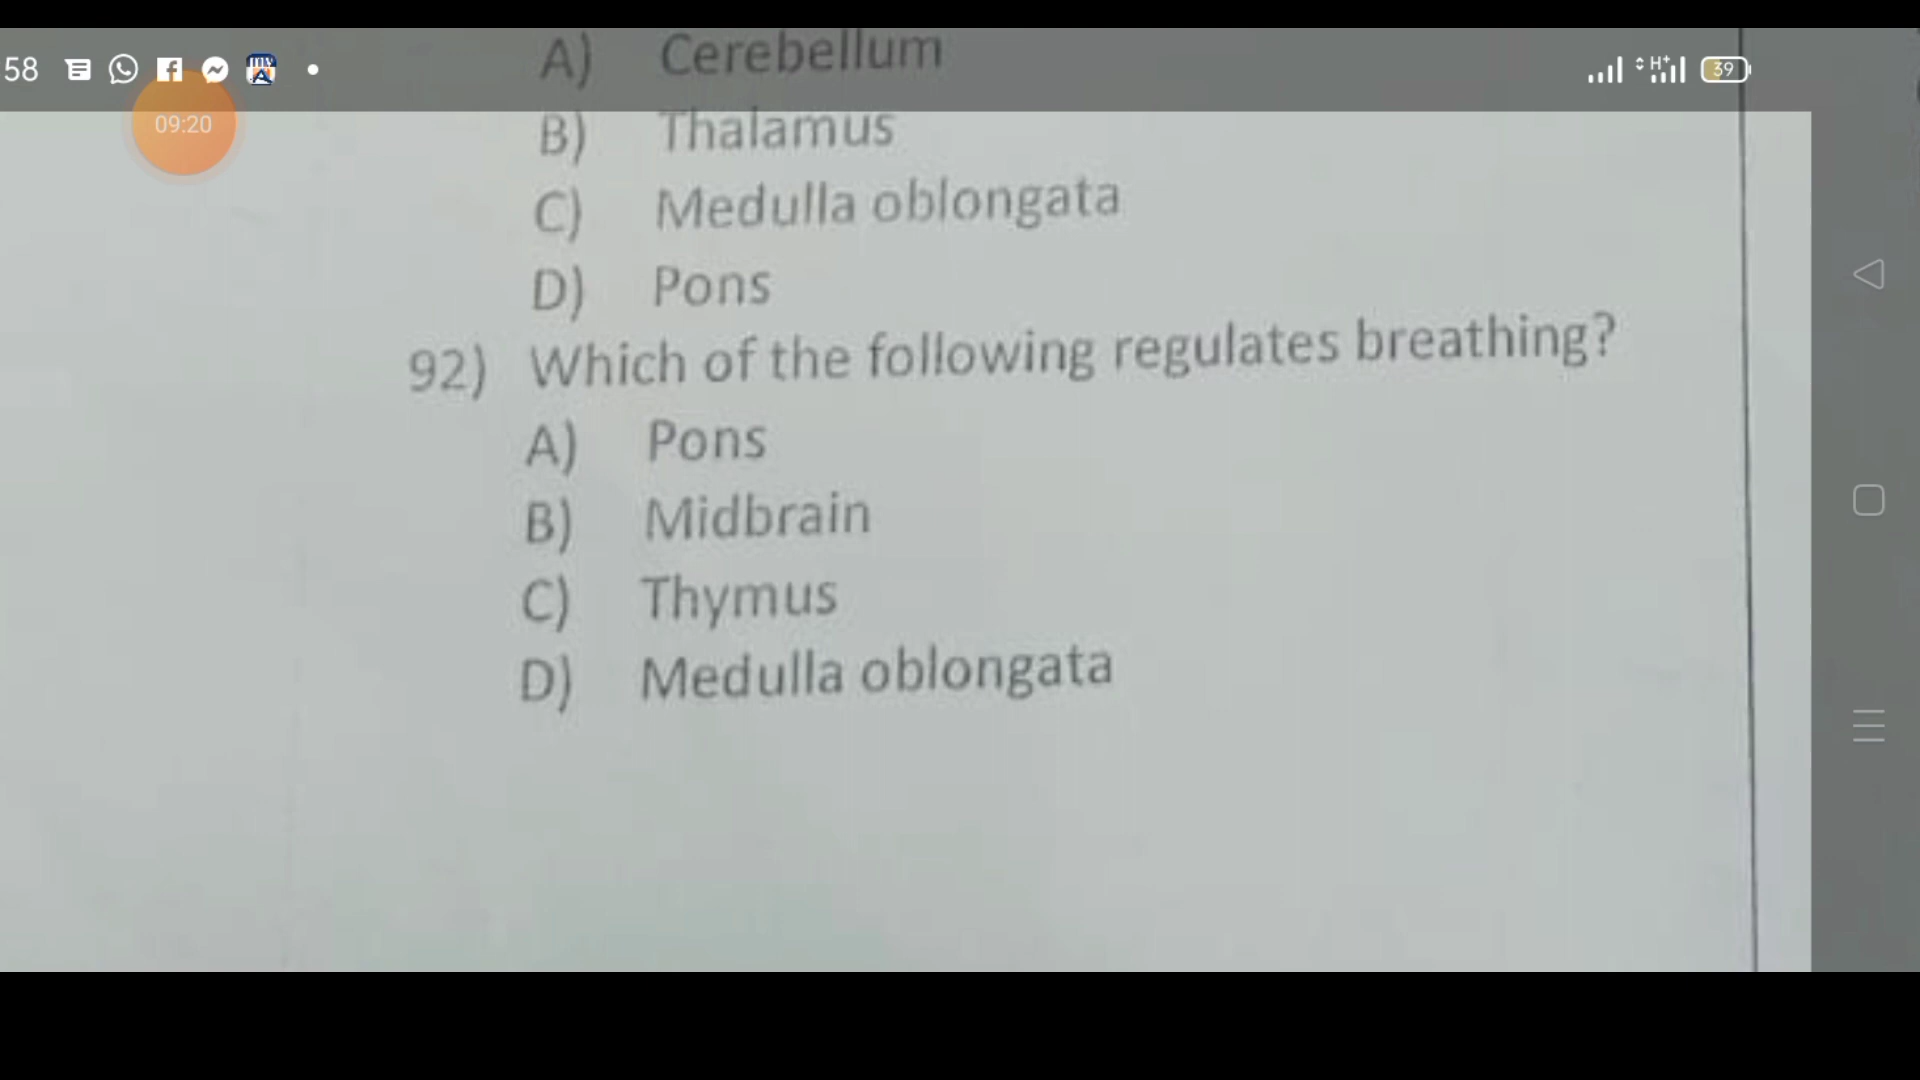 58
39
09:20
A) Cerebellum
B) Thalamus
C) Medulla oblongata
D) Pons
92) Which of the following regulates breathing?
A) Pons
B) Midbrain
C) Thymus
D) Medulla oblongata